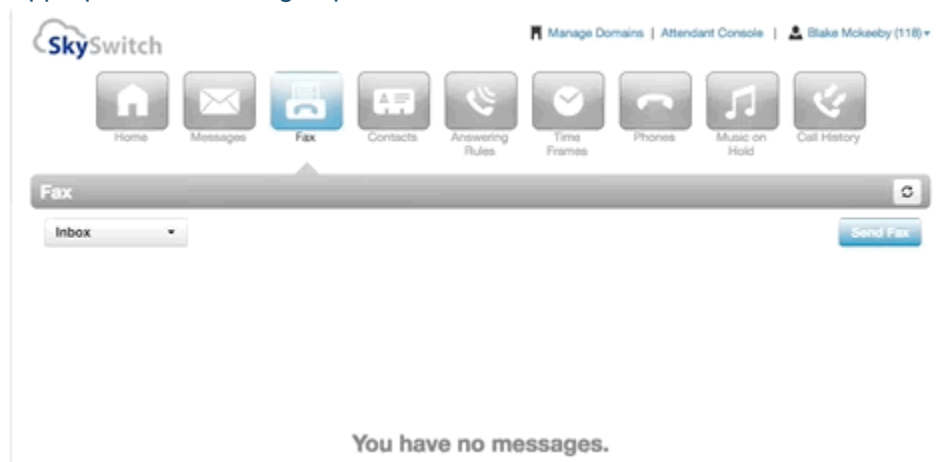 SkySwitch
Manage Domains | Attendant Console | Blake Mckeeby (118)
Home Messages Fax Contacts Answering Rules Time Frames Phones Music on Hold Call History
Fax
Inbox Send Fax
You have no messages.